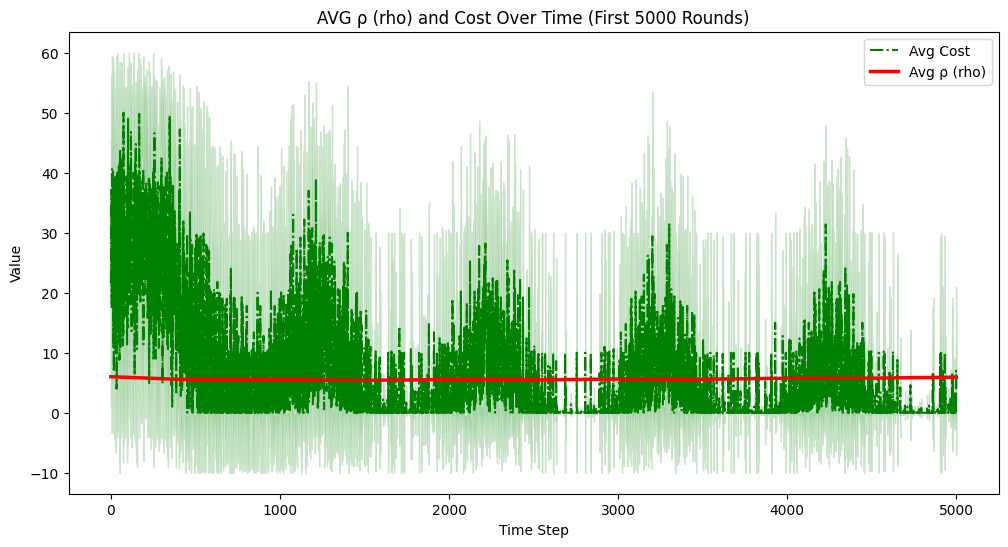 AVG ρ (rho) and Cost Over Time (First 5000 Rounds)
Avg Cost
Avg ρ (rho)
60
50
40
30
20
10
0
−10
Value
0 1000 2000 3000 4000 5000
Time Step